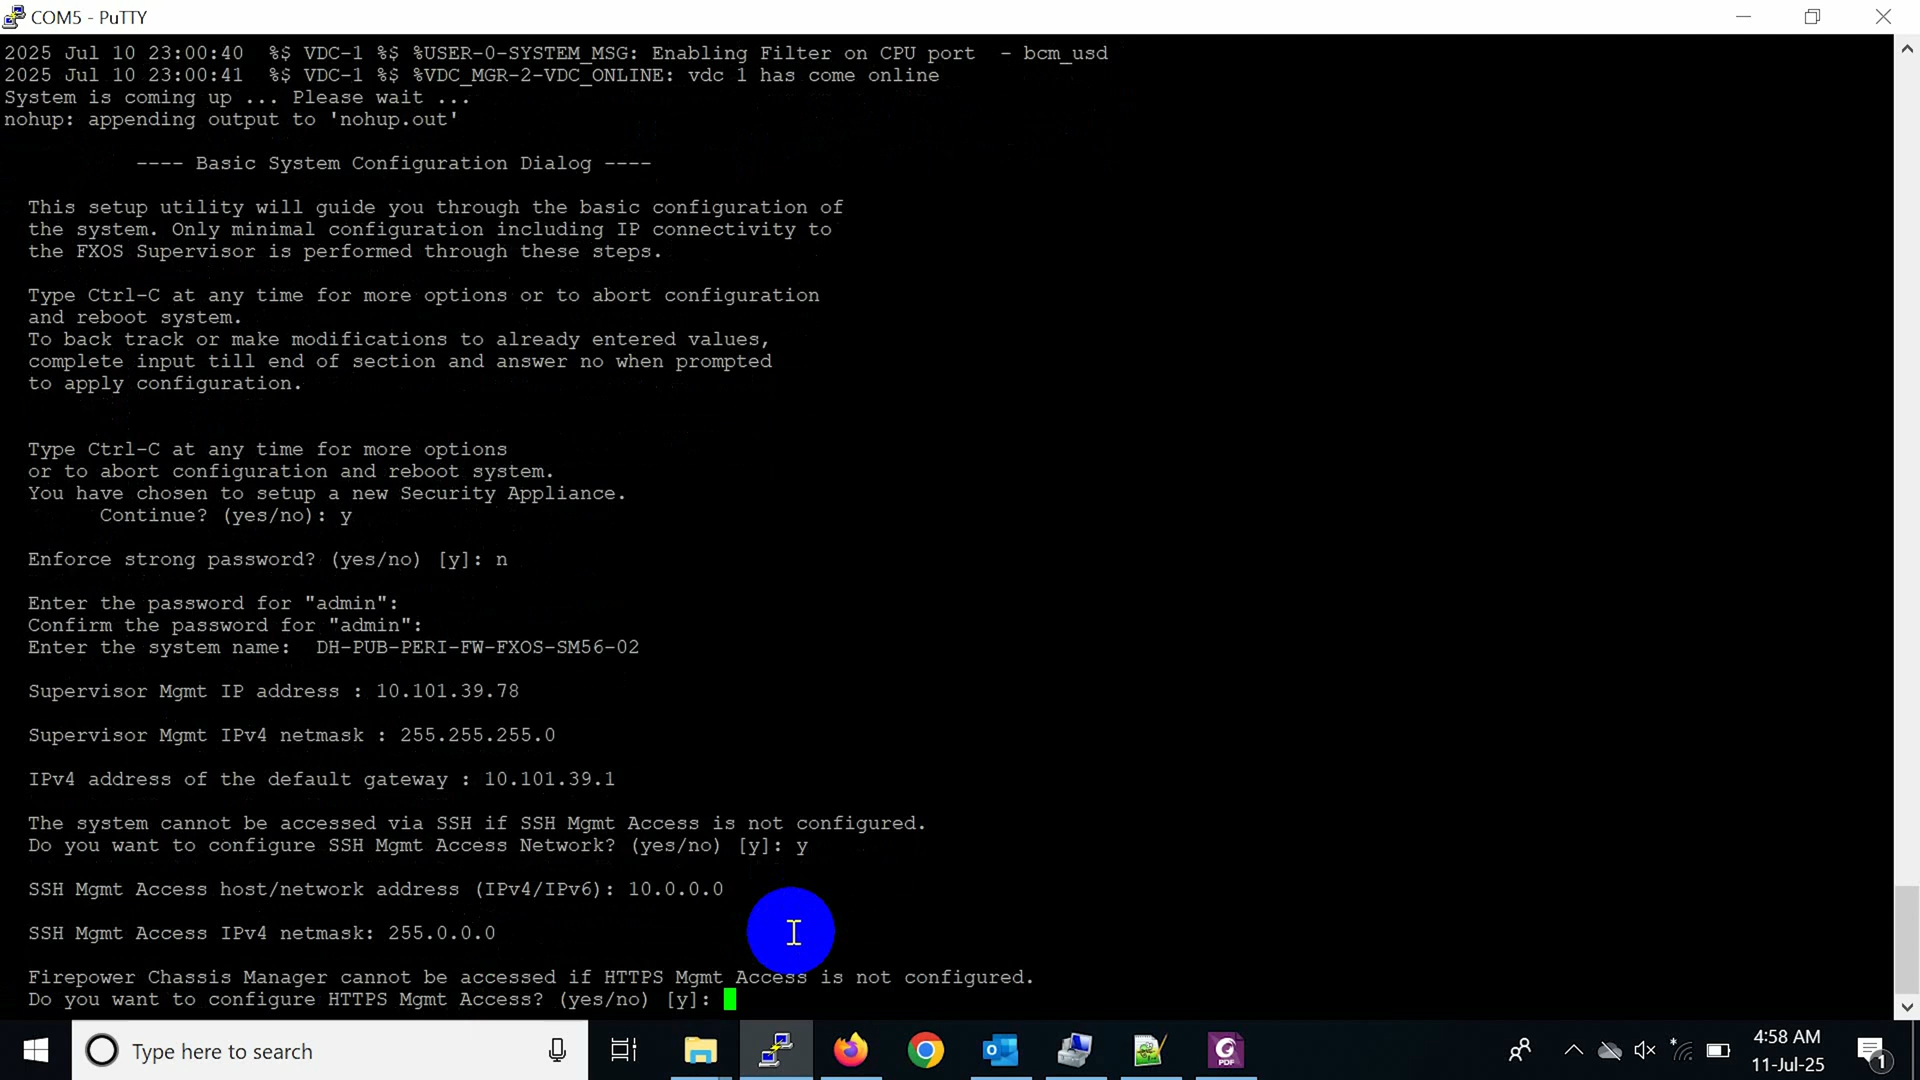 COM5 - PuTTY
2025 Jul 10 23:00:40  %$ VDC-1 %$ %USER-0-SYSTEM_MSG: Enabling Filter on CPU port  - bcm_usd
2025 Jul 10 23:00:41  %$ VDC-1 %$ %VDC_MGR-2-VDC_ONLINE: vdc 1 has come online
System is coming up ... Please wait ...
nohup: appending output to 'nohup.out'
---- Basic System Configuration Dialog ----
This setup utility will guide you through the basic configuration of
the system. Only minimal configuration including IP connectivity to
the FXOS Supervisor is performed through these steps.
Type Ctrl-C at any time for more options or to abort configuration
and reboot system.
To back track or make modifications to already entered values,
complete input till end of section and answer no when prompted
to apply configuration.
Type Ctrl-C at any time for more options
or to abort configuration and reboot system.
You have chosen to setup a new Security Appliance.
Continue? (yes/no): y
Enforce strong password? (yes/no) [y]: n
Enter the password for "admin":
Confirm the password for "admin":
Enter the system name:  DH-PUB-PERI-FW-FXOS-SM56-02
Supervisor Mgmt IP address : 10.101.39.78
Supervisor Mgmt IPv4 netmask : 255.255.255.0
IPv4 address of the default gateway : 10.101.39.1
The system cannot be accessed via SSH if SSH Mgmt Access is not configured.
Do you want to configure SSH Mgmt Access Network? (yes/no) [y]: y
SSH Mgmt Access host/network address (IPv4/IPv6): 10.0.0.0
SSH Mgmt Access IPv4 netmask: 255.0.0.0
Firepower Chassis Manager cannot be accessed if HTTPS Mgmt Access is not configured.
Do you want to configure HTTPS Mgmt Access? (yes/no) [y]:
Type here to search
PDF
4:58 AM
11-Jul-25
1